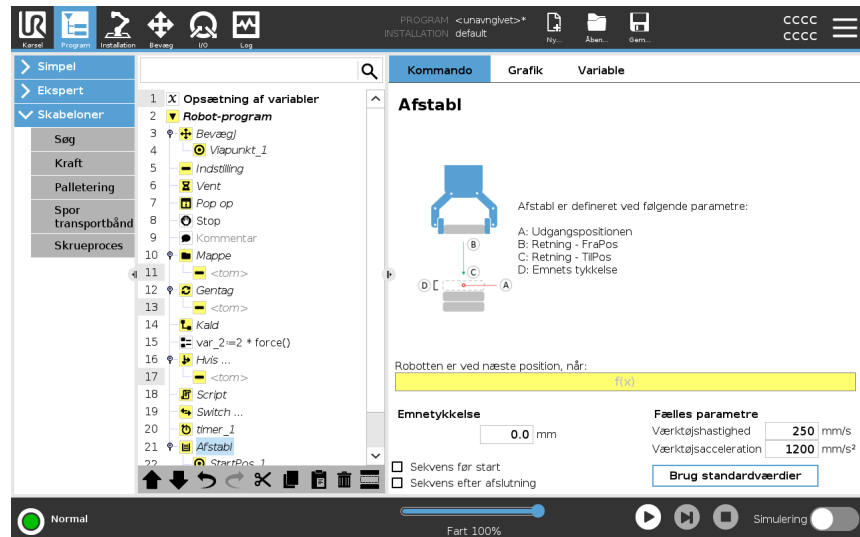 PROGRAM <unavngivet>*
INSTALLATION default
CCCC
CCCC
Kørsel Program Installation Bevæg I/O Log
Ny... Åben... Gem...
Simpel
Ekspert
Skabeloner
Søg
Kraft
Palletering
Spor
transportbånd
Skrueproces
1 X Opsætning af variabler
2 Robot-program
3 BevægJ
4 Viapunkt_1
5 Indstilling
6 Vent
7 Pop op
8 Stop
9 Kommentar
10 Mappe
11 <tom>
12 Gentag
13 <tom>
14 Kald
15 var_2:=2 * force()
16 Hvis ...
17 <tom>
18 Script
19 Switch ...
20 timer_1
21 Afstabl
22 StartPos_1
Kommando Grafik Variable
Afstabl
B
C
D
A
Afstabl er defineret ved følgende parametre:
A: Udgangspositionen
B: Retning - FraPos
C: Retning - TilPos
D: Emnets tykkelse
Robotten er ved næste position, når:
f(x)
Emnetykkelse
0.0 mm
Sekvens før start
Sekvens efter afslutning
Fælles parametre
Værktøjshastighed 250 mm/s
Værktøjsacceleration 1200 mm/s²
Brug standardværdier
Normal
Fart 100%
Simulering